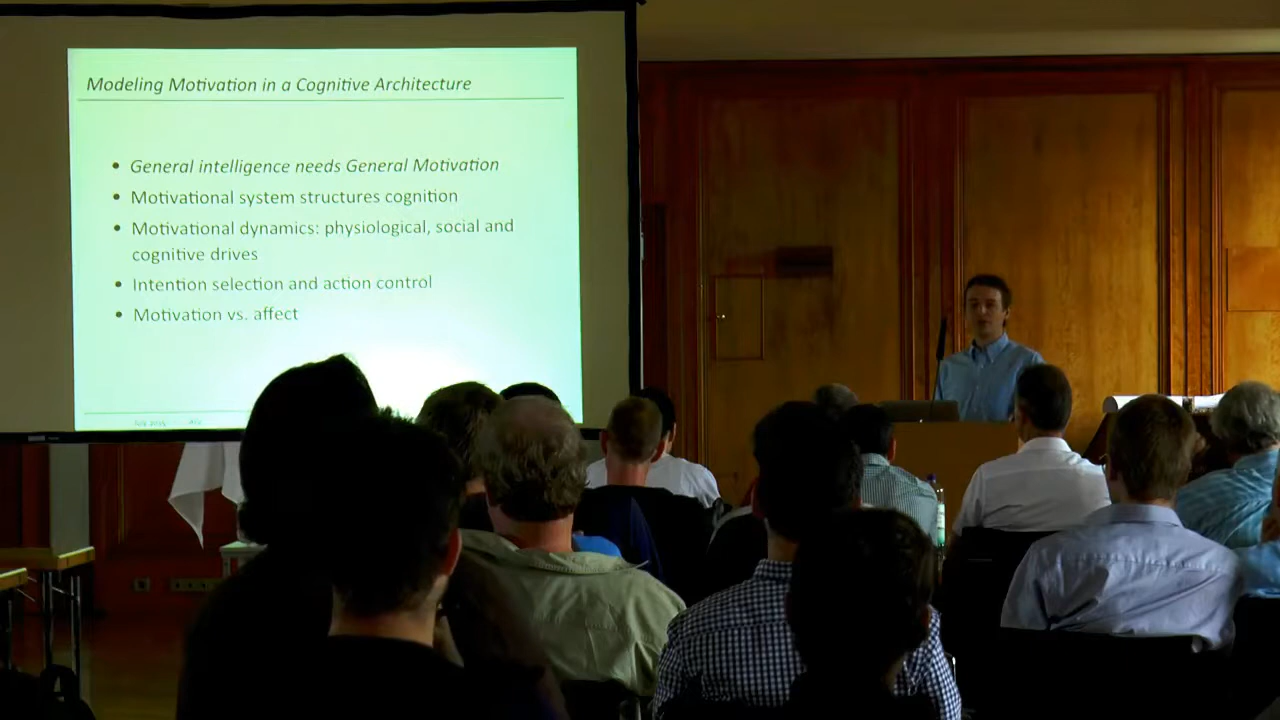 Modeling Motivation in a Cognitive Architecture
• General intelligence needs General Motivation
• Motivational system structures cognition
• Motivational dynamics: physiological, social and
cognitive drives
• Intention selection and action control
• Motivation vs. affect